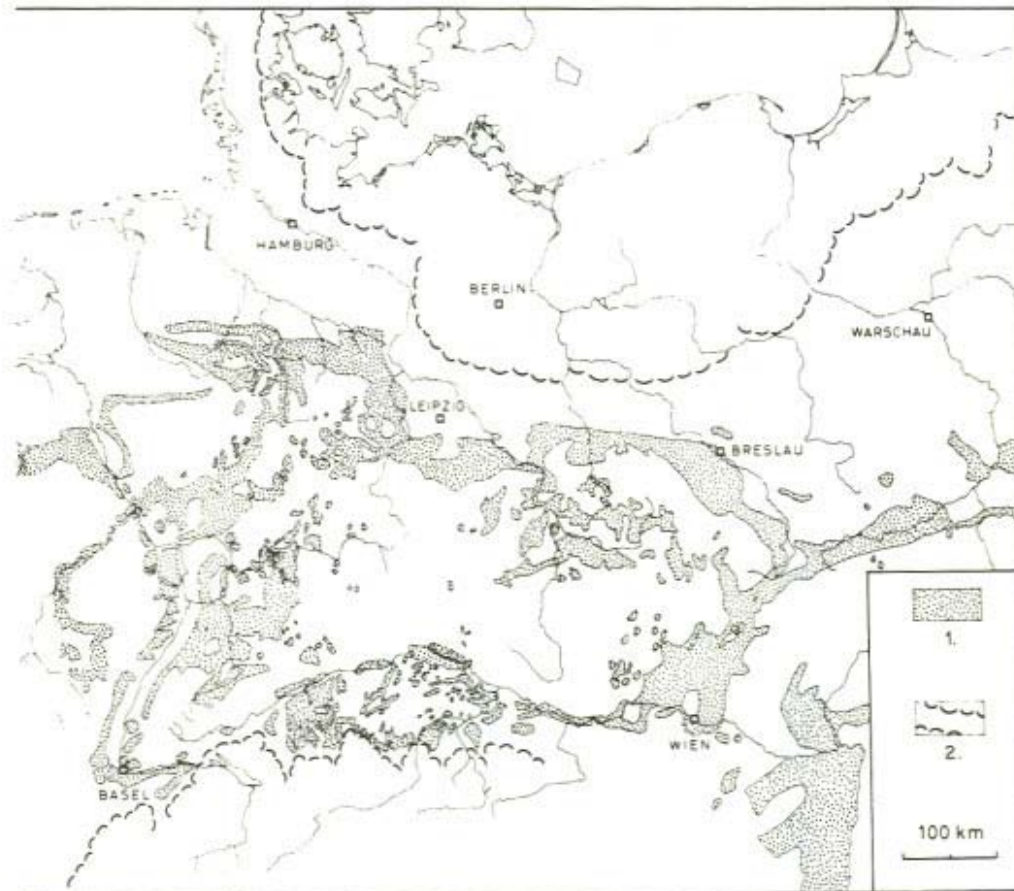 HAMBURG
BERLIN
WARSCHAU
LEIPZIG
BRESLAU
1.
2.
WIEN
BASEL
100 km